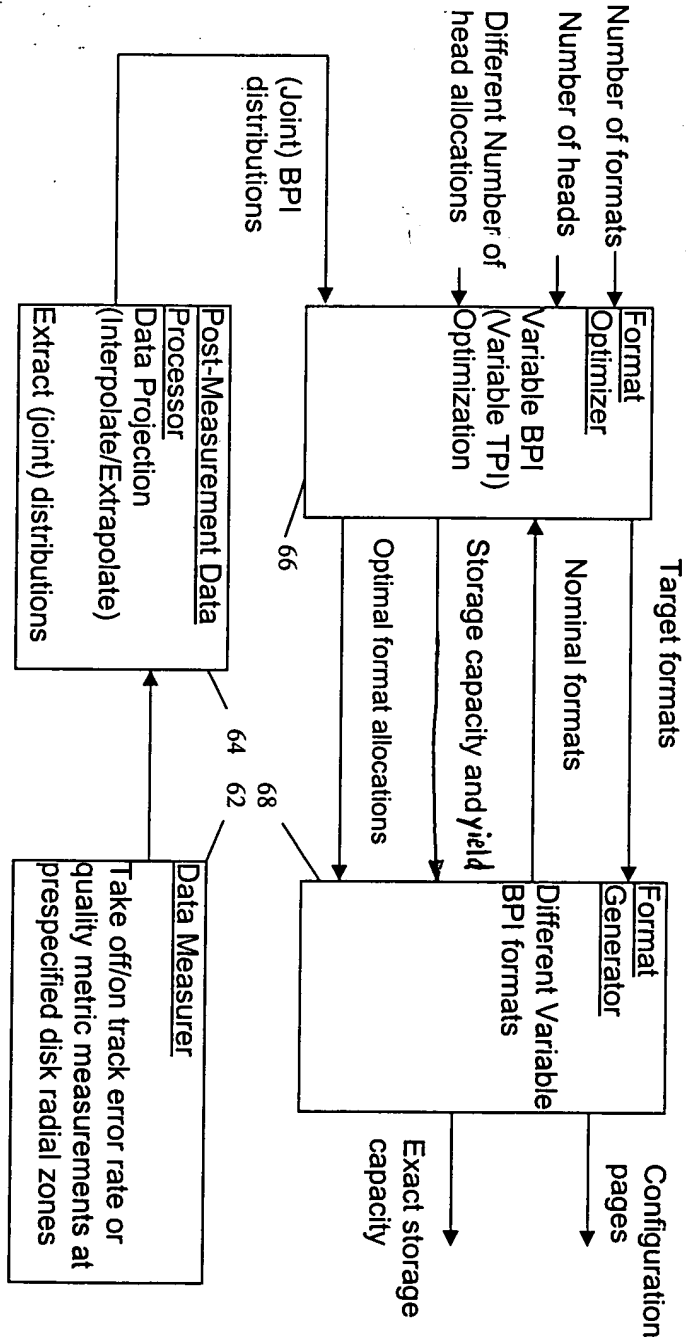 Number of formats
Number of heads
Different Number of
head allocations
(Joint) BPI
distributions
Format
Optimizer
Variable BPI
(Variable TPI)
Optimization
66
Target formats
Nominal formats
Storage capacity and yield
Optimal format allocations
Format
Generator
Different Variable
BPI formats
Configuration
pages
Exact storage
capacity
Post-Measurement Data
Processor
Data Projection
(Interpolate/Extrapolate)
Extract (joint) distributions
64
62
68
Data Measurer
Take off/on track error rate or
quality metric measurements at
prespecified disk radial zones